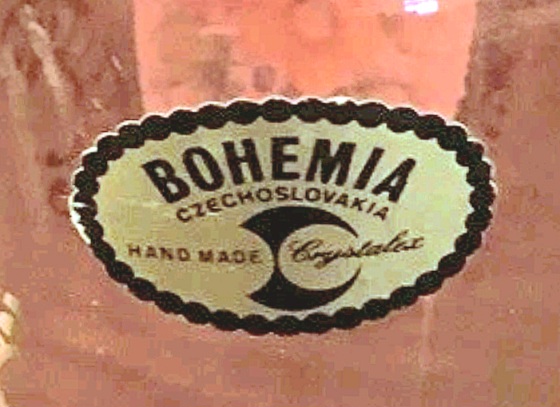 BOHEMIA
CZECHOSLOVAKIA
HAND MADE Crystalex